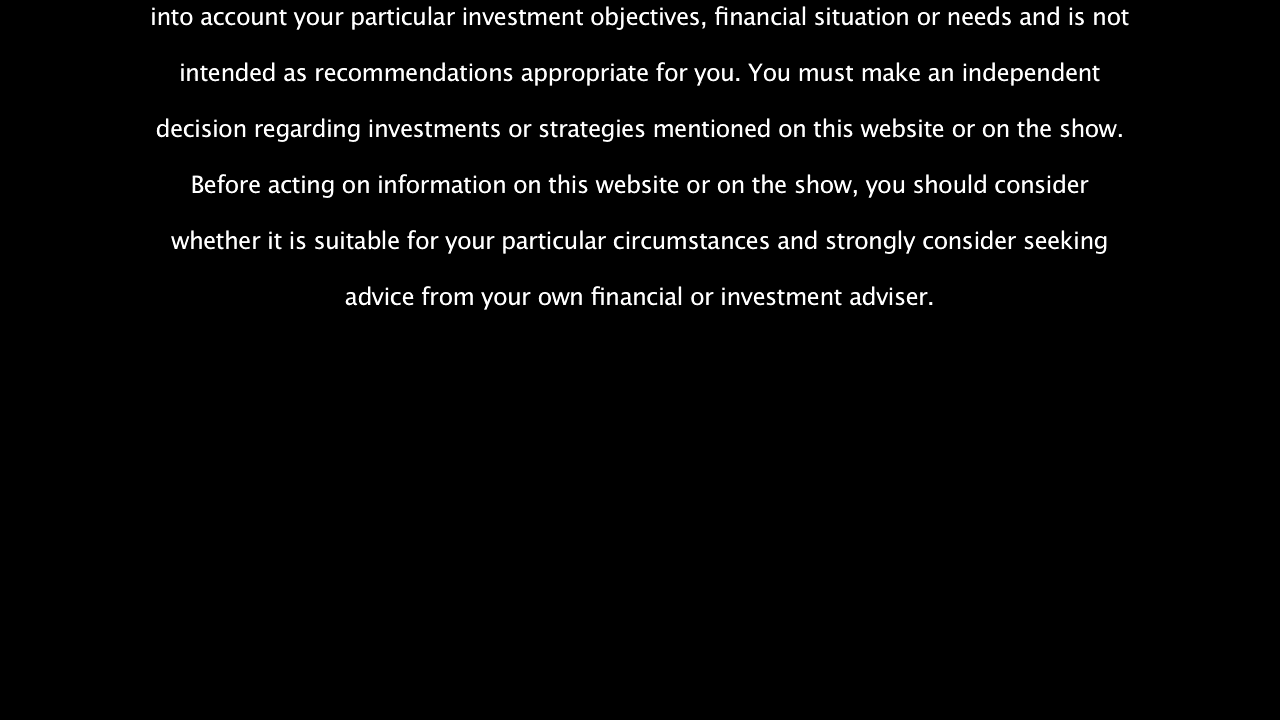 into account your particular investment objectives, financial situation or needs and is not
intended as recommendations appropriate for you. You must make an independent
decision regarding investments or strategies mentioned on this website or on the show.
Before acting on information on this website or on the show, you should consider
whether it is suitable for your particular circumstances and strongly consider seeking
advice from your own financial or investment adviser.